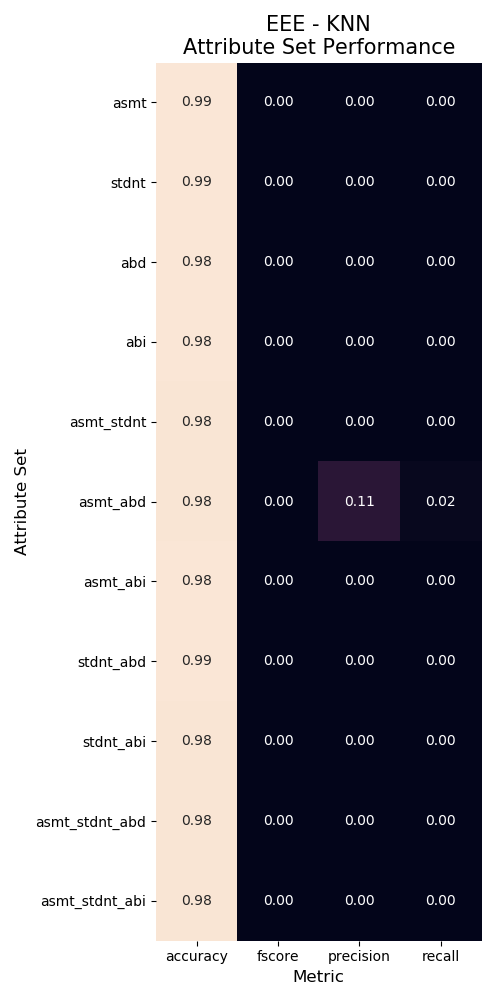 EEE - KNN
Attribute Set Performance
Attribute Set
asmt 0.99 0.00 0.00 0.00
stdnt 0.99 0.00 0.00 0.00
abd 0.98 0.00 0.00 0.00
abi 0.98 0.00 0.00 0.00
asmt_stdnt 0.98 0.00 0.00 0.00
asmt_abd 0.98 0.00 0.11 0.02
asmt_abi 0.98 0.00 0.00 0.00
stdnt_abd 0.99 0.00 0.00 0.00
stdnt_abi 0.98 0.00 0.00 0.00
asmt_stdnt_abd 0.98 0.00 0.00 0.00
asmt_stdnt_abi 0.98 0.00 0.00 0.00
accuracy fscore precision recall
Metric